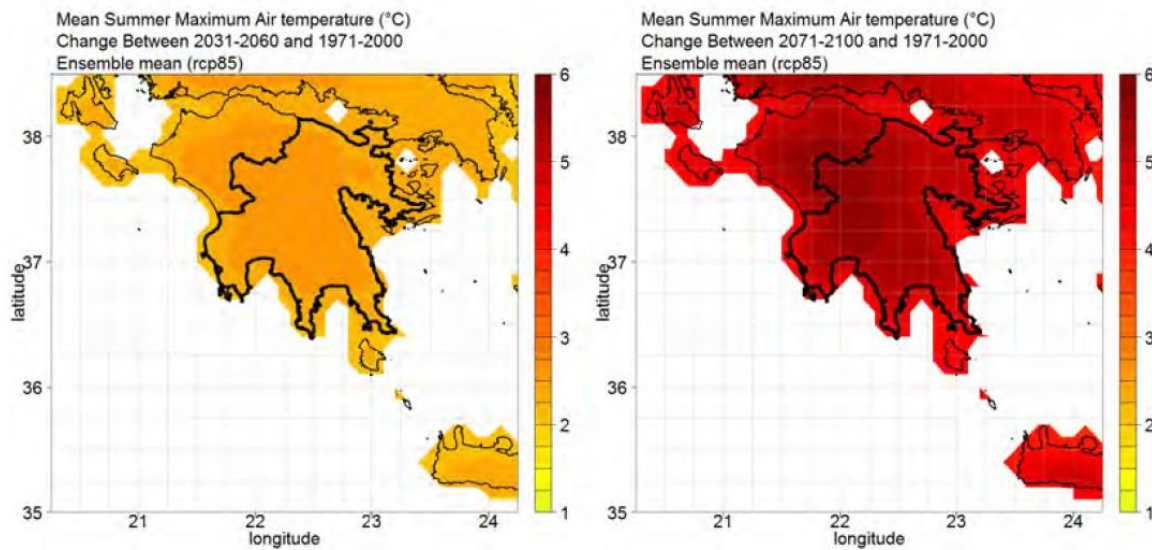 Mean Summer Maximum Air temperature (°C)
Change Between 2031-2060 and 1971-2000
Ensemble mean (rcp85)
6
5
4
3
2
1
38
37
36
35
latitude
21
22
23
24
longitude
Mean Summer Maximum Air temperature (°C)
Change Between 2071-2100 and 1971-2000
Ensemble mean (rcp85)
6
5
4
3
2
1
38
37
36
35
latitude
21
22
23
24
longitude